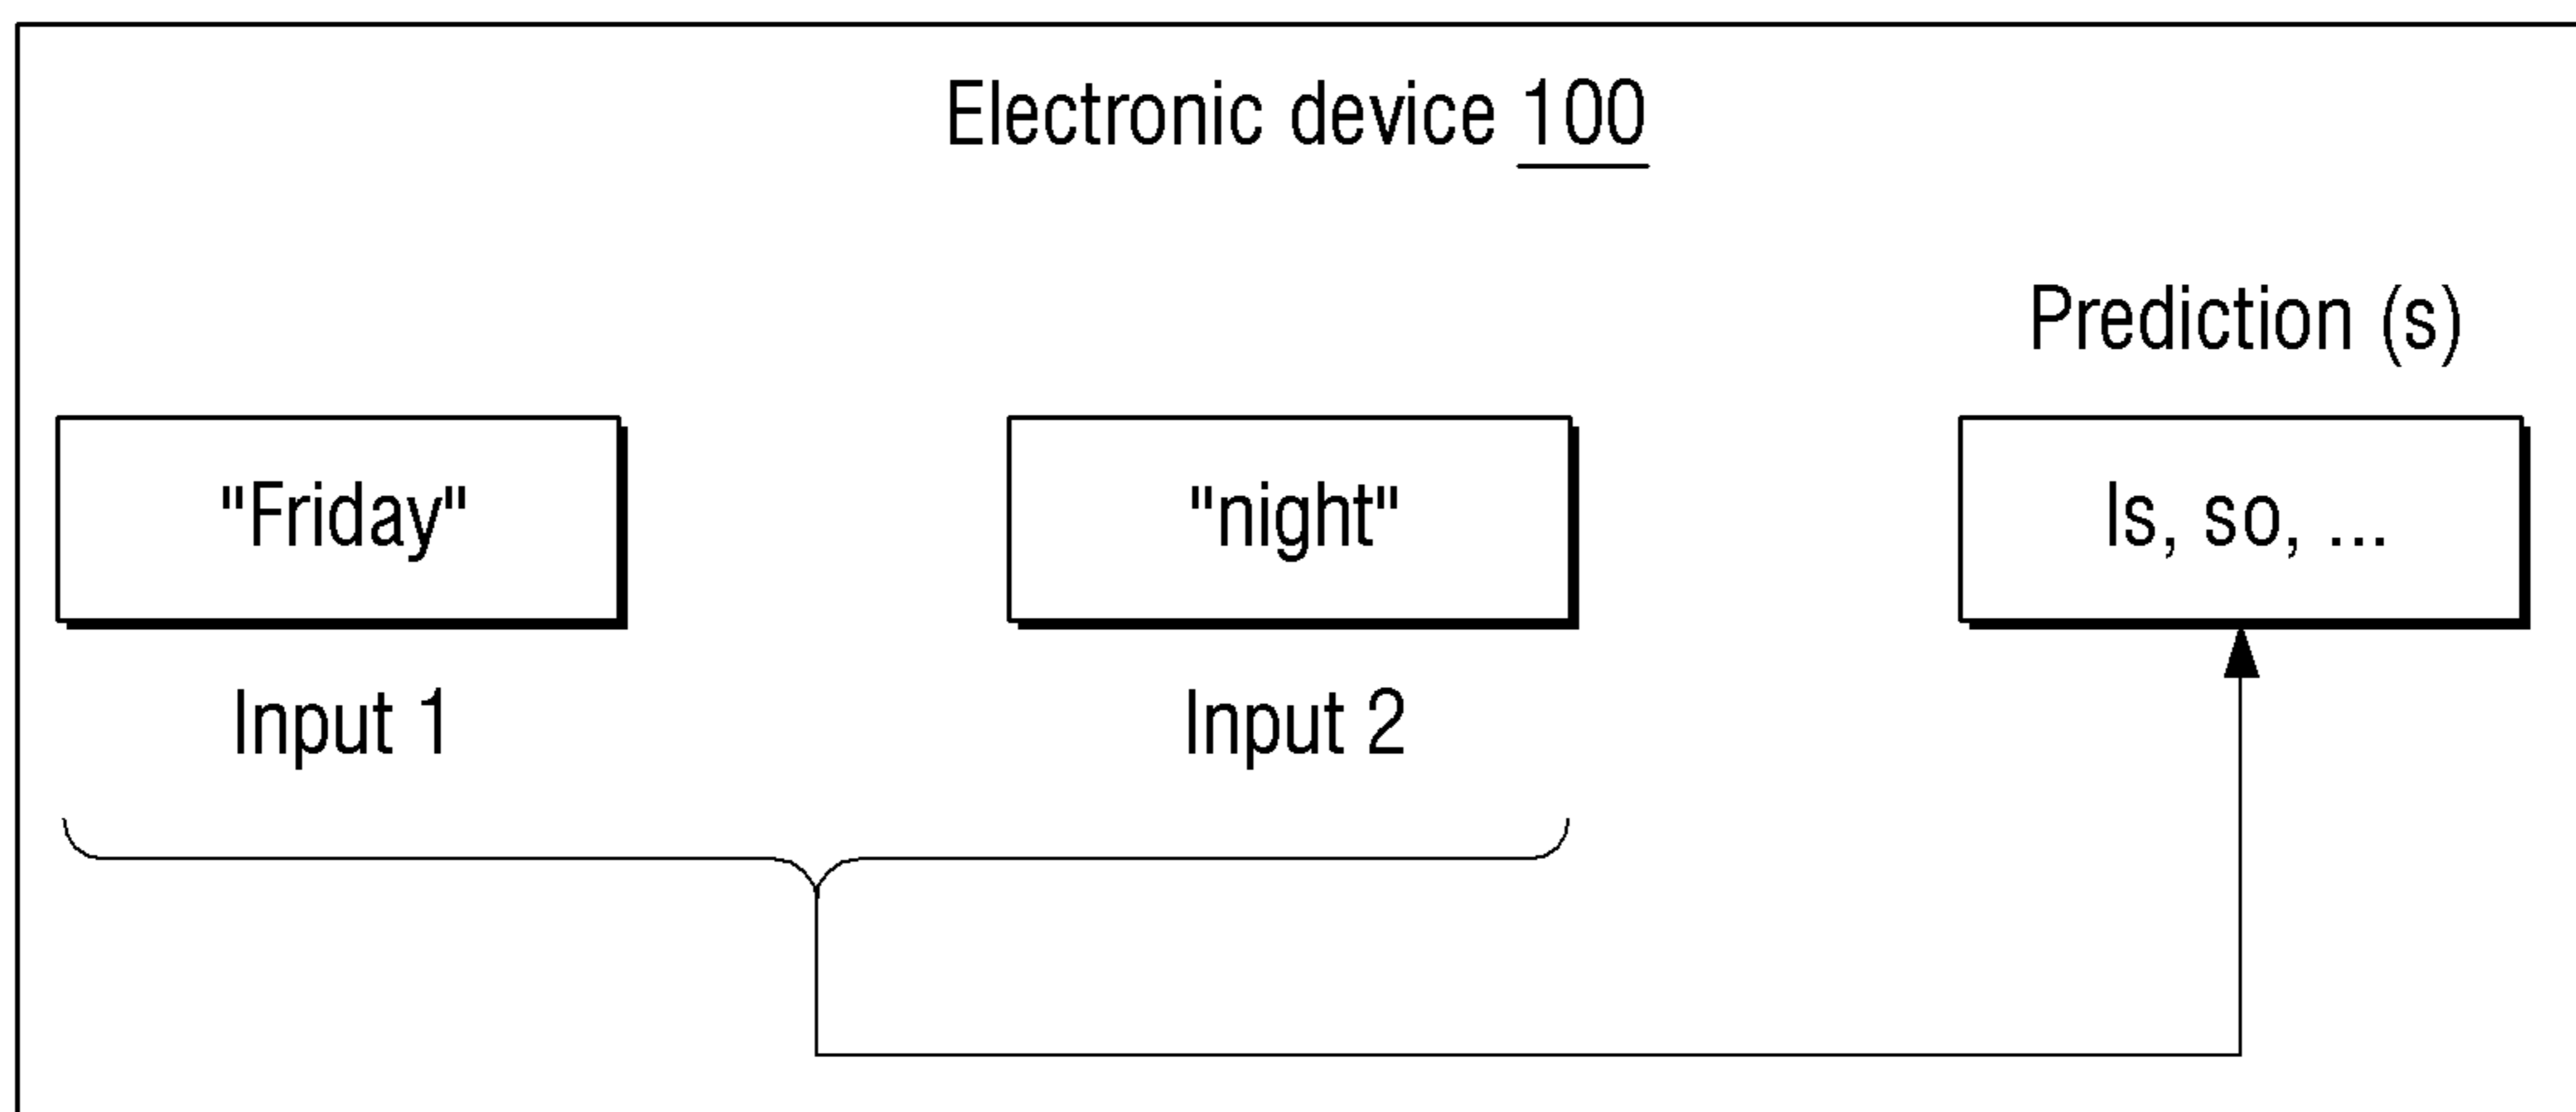 Electronic device 100
Prediction (s)
"Friday"
"night"
Is, so, ...
Input 1
Input 2